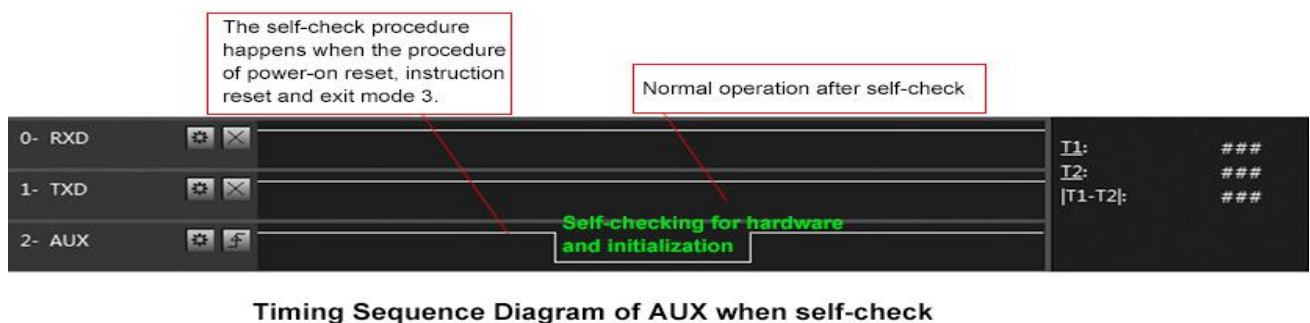 The self-check procedure
happens when the procedure
of power-on reset, instruction
reset and exit mode 3.
Normal operation after self-check
0- RXD
T1: ###
T2: ###
1- TXD
|T1-T2|: ###
Self-checking for hardware
2- AUX
and initialization
Timing Sequence Diagram of AUX when self-check